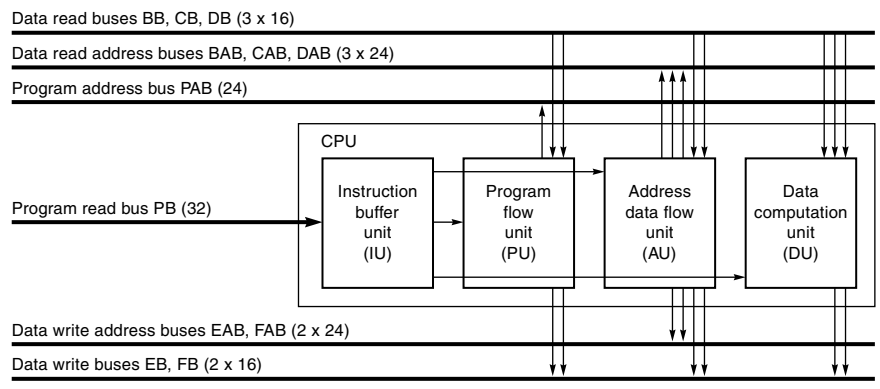 Data read buses BB, CB, DB (3 x 16)
Data read address buses BAB, CAB, DAB (3 x 24)
Program address bus PAB (24)
CPU
Instruction
buffer
unit
(IU)
Program
flow
unit
(PU)
Address
data flow
unit
(AU)
Data
computation
unit
(DU)
Program read bus PB (32)
Data write address buses EAB, FAB (2 x 24)
Data write buses EB, FB (2 x 16)